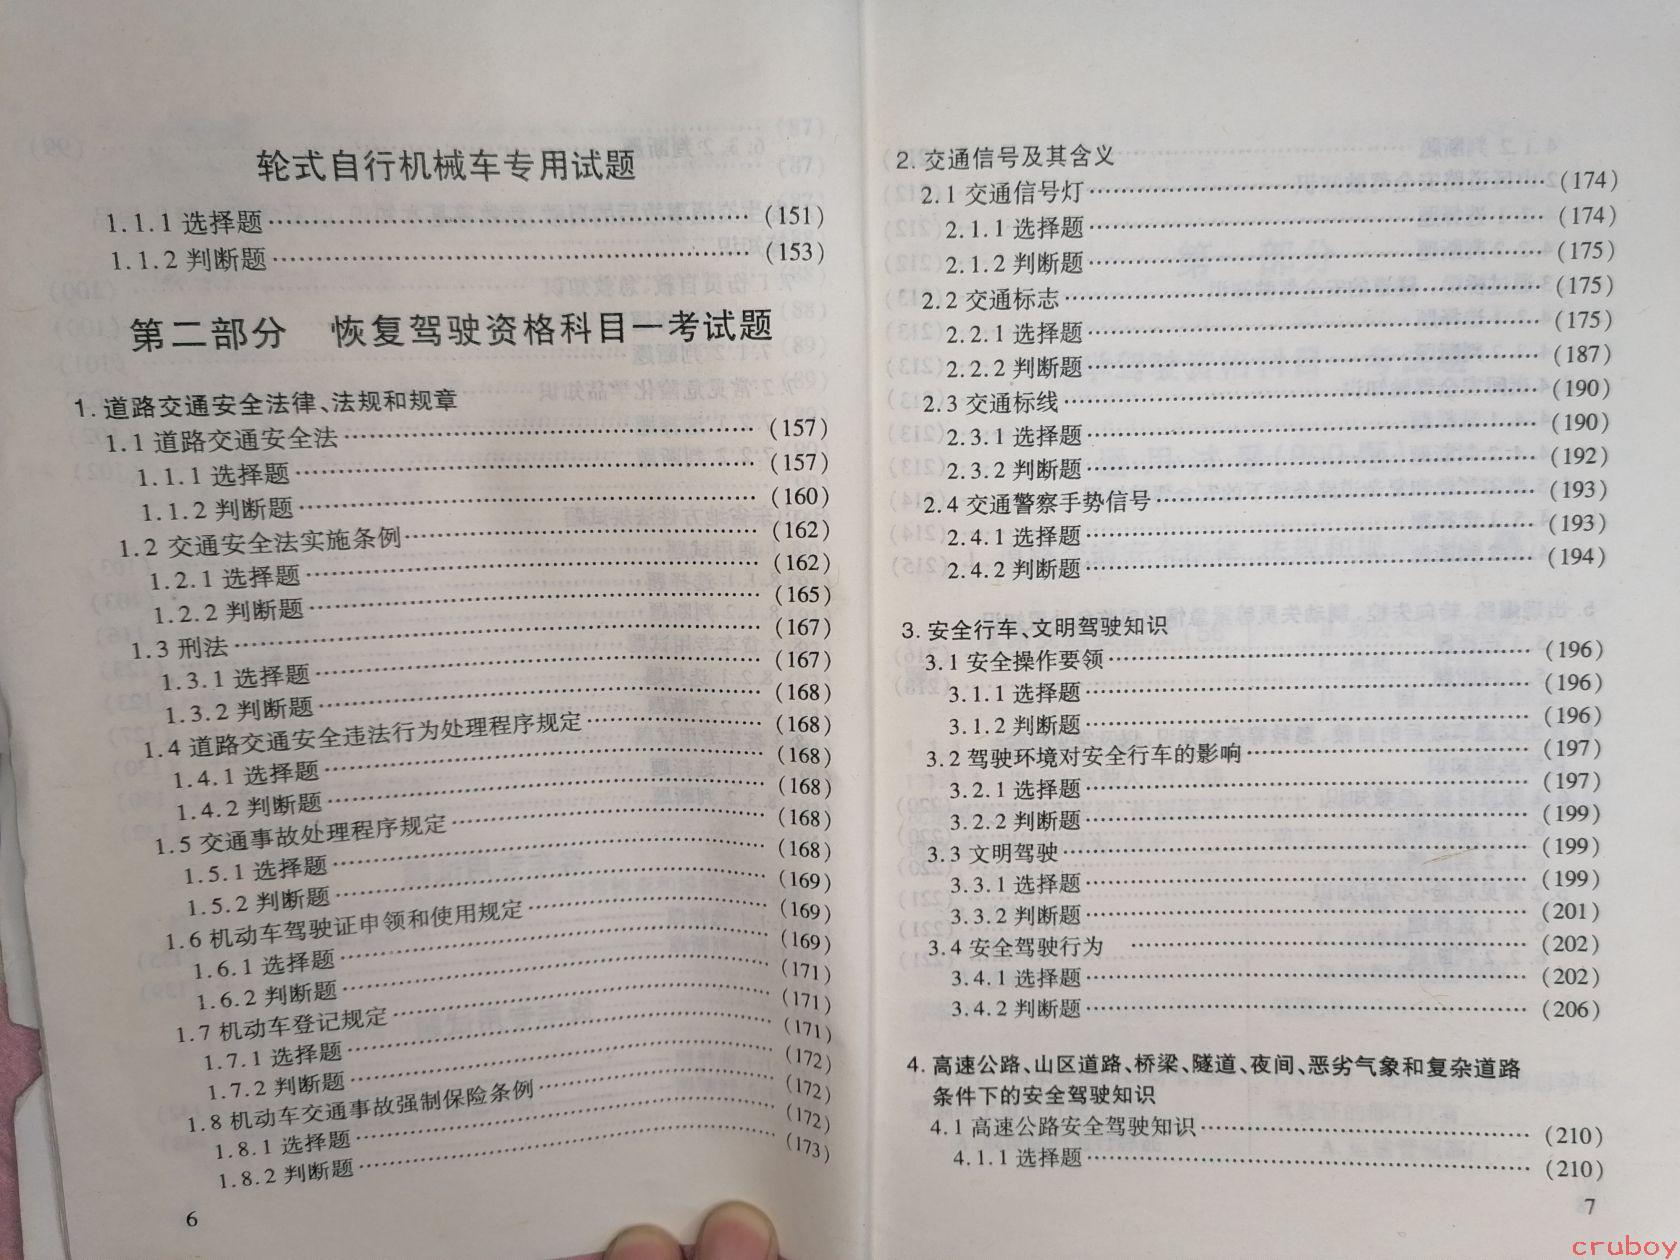 轮式自行机械车专用试题
1.1.1 选择题……(151)
1.1.2 判断题……(153)
第二部分 恢复驾驶资格科目一考试题
1. 道路交通安全法律、法规和规章
1.1 道路交通安全法……(157)
1.1.1 选择题……(157)
1.1.2 判断题……(160)
1.2 交通安全法实施条例……(162)
1.2.1 选择题……(162)
1.2.2 判断题……(165)
1.3 刑法……(167)
1.3.1 选择题……(167)
1.3.2 判断题……(168)
1.4 道路交通安全违法行为处理程序规定……(168)
1.4.1 选择题……(168)
1.4.2 判断题……(168)
1.5 交通事故处理程序规定……(168)
1.5.1 选择题……(168)
1.5.2 判断题……(169)
1.6 机动车驾驶证申领和使用规定……(169)
1.6.1 选择题……(169)
1.6.2 判断题……(171)
1.7 机动车登记规定……(171)
1.7.1 选择题……(171)
1.7.2 判断题……(172)
1.8 机动车交通事故强制保险条例……(172)
1.8.1 选择题……(172)
1.8.2 判断题……(173)
6
2. 交通信号及其含义
2.1 交通信号灯……(174)
2.1.1 选择题……(174)
2.1.2 判断题……(175)
2.2 交通标志……(175)
2.2.1 选择题……(175)
2.2.2 判断题……(187)
2.3 交通标线……(190)
2.3.1 选择题……(190)
2.3.2 判断题……(192)
2.4 交通警察手势信号……(193)
2.4.1 选择题……(193)
2.4.2 判断题……(194)
3. 安全行车、文明驾驶知识
3.1 安全操作要领……(196)
3.1.1 选择题……(196)
3.1.2 判断题……(196)
3.2 驾驶环境对安全行车的影响……(197)
3.2.1 选择题……(197)
3.2.2 判断题……(199)
3.3 文明驾驶……(199)
3.3.1 选择题……(199)
3.3.2 判断题……(201)
3.4 安全驾驶行为 ……(202)
3.4.1 选择题……(202)
3.4.2 判断题……(206)
4. 高速公路、山区道路、桥梁、隧道、夜间、恶劣气象和复杂道路
条件下的安全驾驶知识
4.1 高速公路安全驾驶知识……(210)
4.1.1 选择题……(210)
7
cruboy